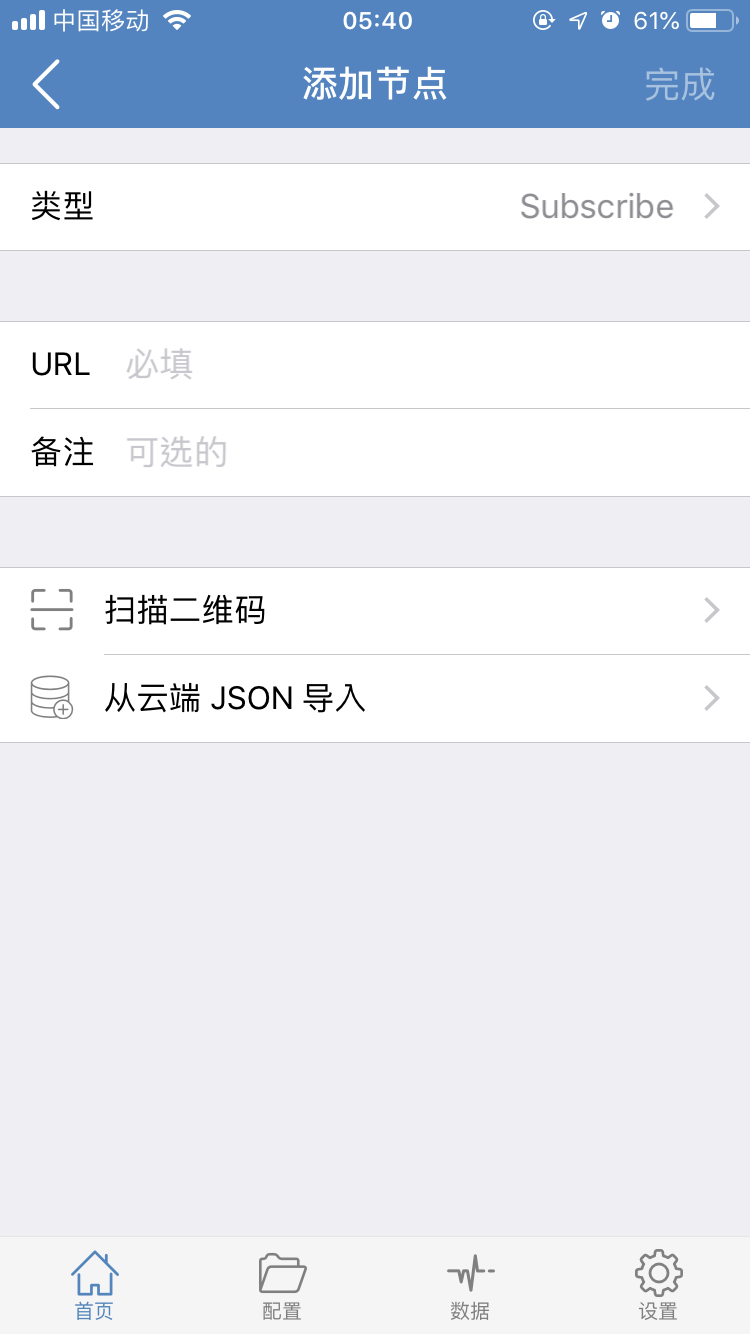 中国移动 05:40 61%
添加节点 完成
类型 Subscribe
URL 必填
备注 可选的
扫描二维码
从云端 JSON 导入
首页 配置 数据 设置